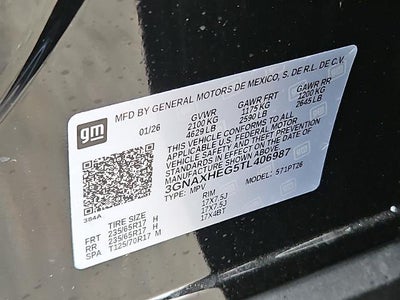 gm
MFD BY GENERAL MOTORS DE MEXICO, S. DE R.L. DE C.V.
01/26 GVWR GAWR FRT GAWR RR
2100 KG 1175 KG 1200 KG
4629 LB 2590 LB 2645 LB
THIS VEHICLE CONFORMS TO ALL
APPLICABLE U.S. FEDERAL MOTOR
VEHICLE SAFETY AND THEFT PREVENTION
STANDARDS IN EFFECT ON THE DATE OF
MANUFACTURE SHOWN ABOVE.
3GNAXHEG5TL406987
TYPE: MPV MODEL: 571PT26
384A
TIRE SIZE RIM
FRT 235/65R17 H 17X7.5J
RR 235/65R17 H 17X7.5J
SPA T125/70R17 M 17X4BT